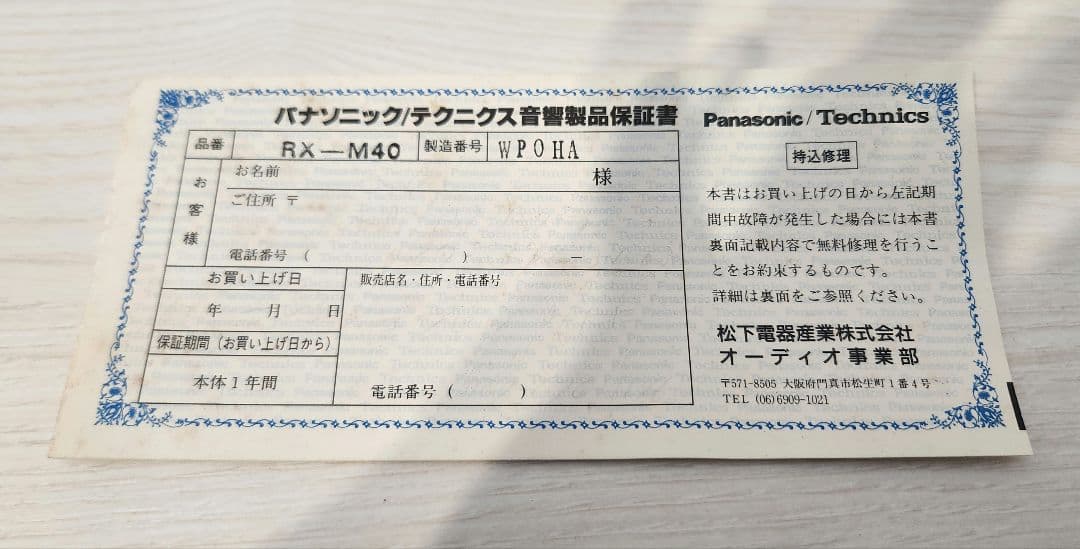 パナソニック/テクニクス音響製品保証書
品番 RX-M40 製造番号 WP0HA
お客様
お名前 様
ご住所 〒
電話番号 ( ) ー
お買い上げ日
年 月 日
保証期間(お買い上げ日から)
本体1年間
販売店名・住所・電話番号
電話番号 ( )
Panasonic/Technics
持込修理
本書はお買い上げの日から左記期
間中故障が発生した場合には本書
裏面記載内容で無料修理を行うこ
とをお約束するものです。
詳細は裏面をご参照ください。
松下電器産業株式会社
オーディオ事業部
〒571-8505 大阪府門真市松生町1番4号
TEL (06)6909-1021